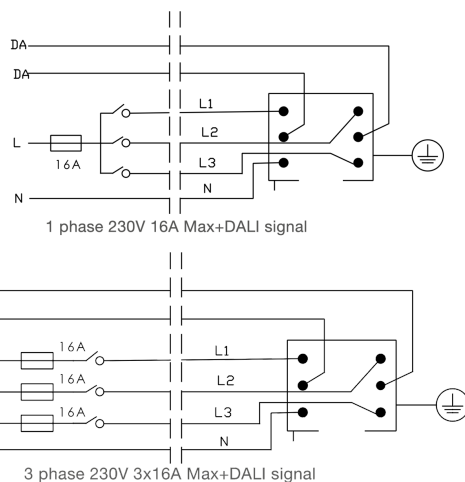 DA
DA
L1
L2
L
16A
L3
N
N
1 phase 230V 16A Max+DALI signal
16A
L1
16A
L2
16A
L3
N
3 phase 230V 3x16A Max+DALI signal